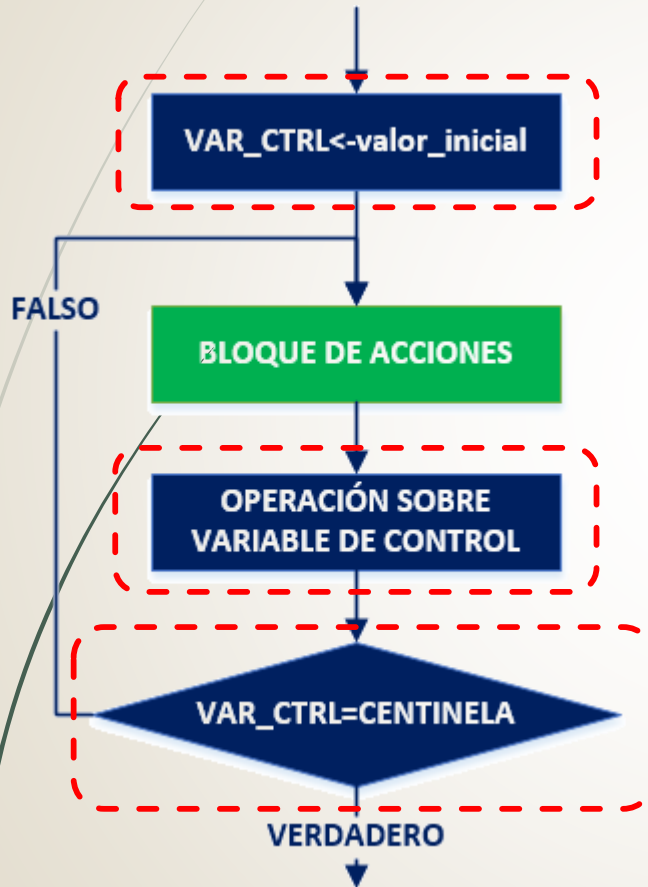 VAR_CTRL<-valor_inicial
FALSO
BLOQUE DE ACCIONES
OPERACIÓN SOBRE
VARIABLE DE CONTROL
VAR_CTRL=CENTINELA
VERDADERO